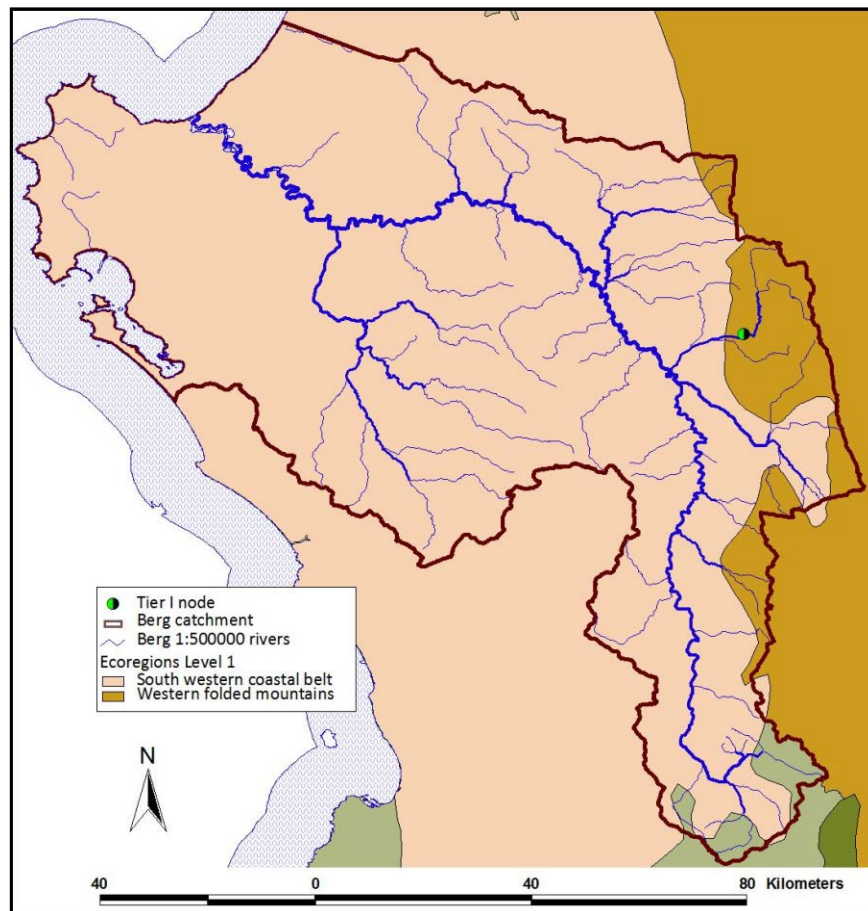 Tier I node
Berg catchment
Berg 1:500000 rivers
Ecoregions Level 1
South western coastal belt
Western folded mountains
N
40 0 40 80 Kilometers